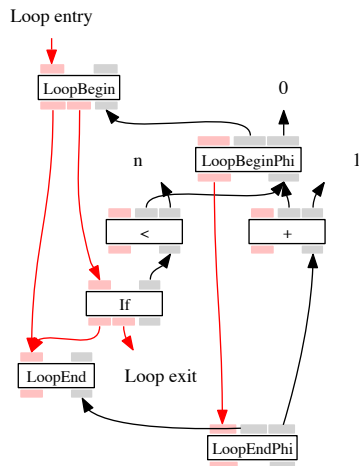 Loop entry
LoopBegin
0
n
LoopBeginPhi
1
<
+
If
LoopEnd
Loop exit
LoopEndPhi